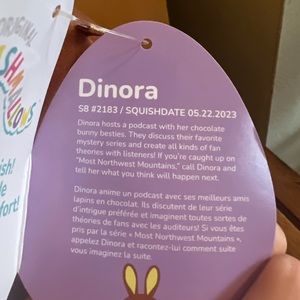 ORIGINAL
Dinora
S8 #2183 / SQUISHDATE 05.22.2023
Dinora hosts a podcast with her chocolate
bunny besties. They discuss their favorite
mystery series and create all kinds of fan
theories with listeners! If you're caught up on
"Most Northwest Mountains," call Dinora and
tell her what you think will happen next.
Dinora anime un podcast avec ses meilleurs amis
lapins en chocolat. Ils discutent de leur série
d'intrigue préférée et imaginent toutes sortes de
théories de fans avec les auditeurs! Si vous êtes
pris par la série « Most Northwest Mountains »,
appelez Dinora et racontez-lui comment suite
vous imaginez la suite.